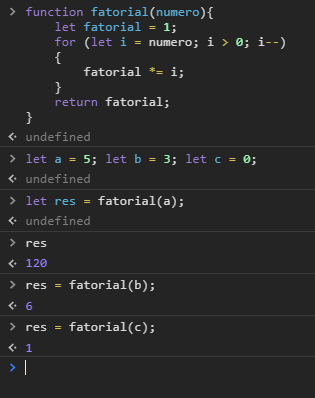 > function fatorial(numero){
let fatorial = 1;
for (let i = numero; i > 0; i--)
{
fatorial *= i;
}
return fatorial;
}
undefined
> let a = 5; let b = 3; let c = 0;
undefined
> let res = fatorial(a);
undefined
> res
120
> res = fatorial(b);
6
> res = fatorial(c);
1
>